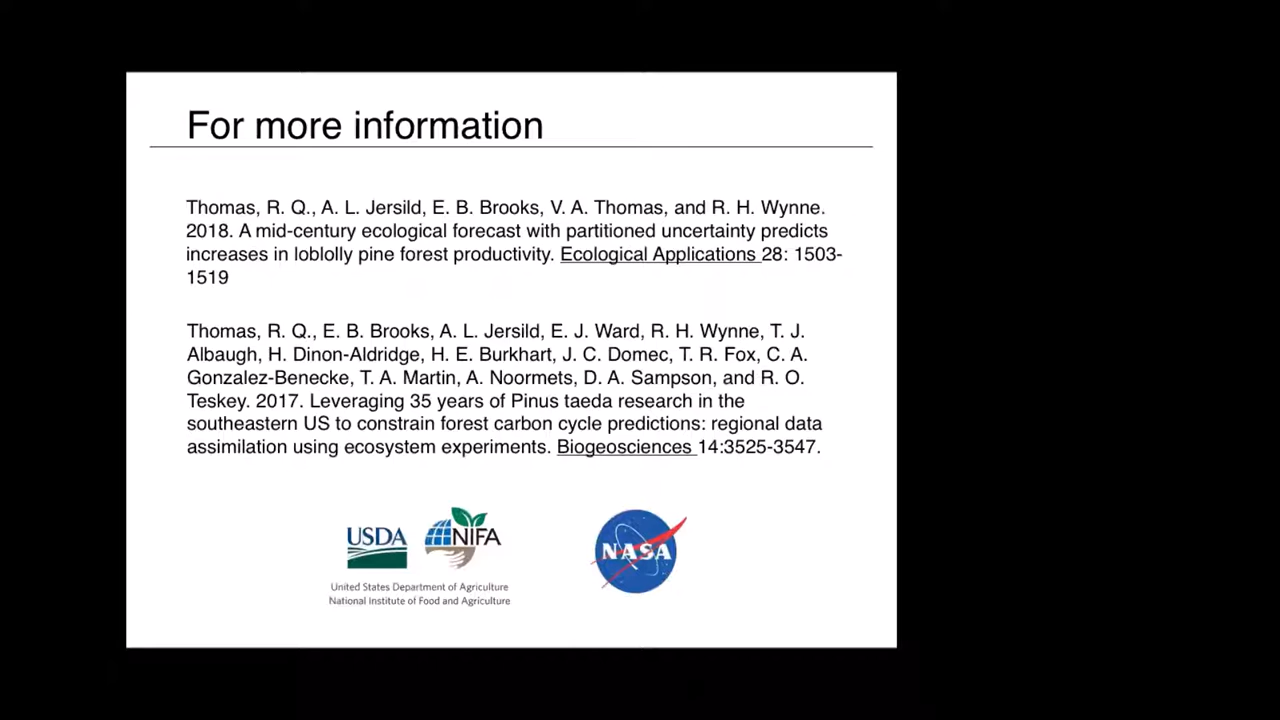 For more information
Thomas, R. Q., A. L. Jersild, E. B. Brooks, V. A. Thomas, and R. H. Wynne.
2018. A mid-century ecological forecast with partitioned uncertainty predicts
increases in loblolly pine forest productivity. Ecological Applications 28: 1503-
1519
Thomas, R. Q., E. B. Brooks, A. L. Jersild, E. J. Ward, R. H. Wynne, T. J.
Albaugh, H. Dinon-Aldridge, H. E. Burkhart, J. C. Domec, T. R. Fox, C. A.
Gonzalez-Benecke, T. A. Martin, A. Noormets, D. A. Sampson, and R. O.
Teskey. 2017. Leveraging 35 years of Pinus taeda research in the
southeastern US to constrain forest carbon cycle predictions: regional data
assimilation using ecosystem experiments. Biogeosciences 14:3525-3547.
USDA NIFA
United States Department of Agriculture
National Institute of Food and Agriculture
NASA